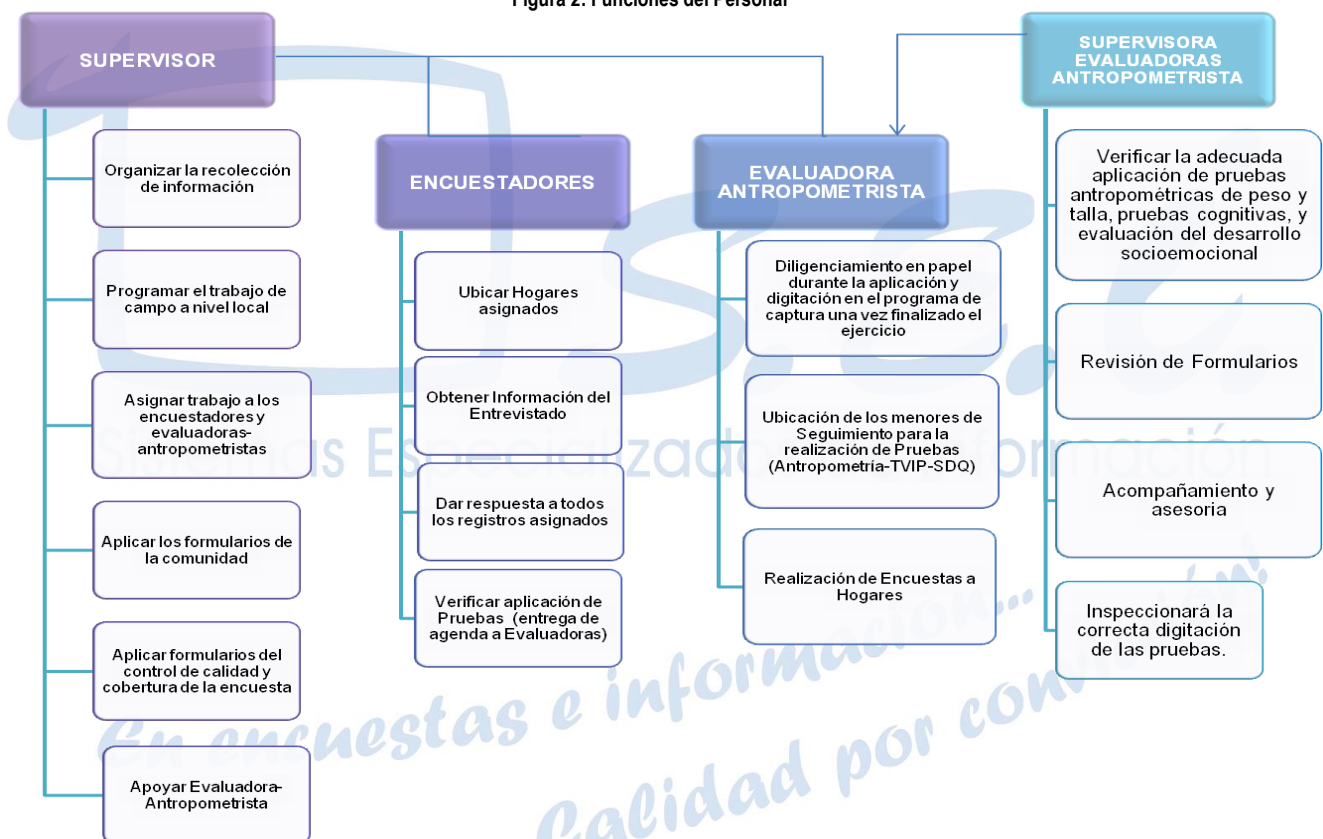 Figura 2. Funciones del Personal
SUPERVISOR
Organizar la recolección
de información
Programar el trabajo de
campo a nivel local
Asignar trabajo a los
encuestadores y
evaluadoras-
antropometristas
Aplicar los formularios de
la comunidad
Aplicar formularios del
control de calidad y
cobertura de la encuesta
Apoyar Evaluadora-
Antropometrista
ENCUESTADORES
Ubicar Hogares
asignados
Obtener Información del
Entrevistado
Dar respuesta a todos
los registros asignados
Verificar aplicación de
Pruebas (entrega de
agenda a Evaluadoras)
EVALUADORA
ANTROPOMETRISTA
Diligenciamiento en papel
durante la aplicación y
digitación en el programa de
captura una vez finalizado el
ejercicio
Ubicación de los menores de
Seguimiento para la
realización de Pruebas
(Antropometría-TVIP-SDQ)
Realización de Encuestas a
Hogares
SUPERVISORA
EVALUADORAS
ANTROPOMETRISTA
Verificar la adecuada
aplicación de pruebas
antropométricas de peso y
talla, pruebas cognitivas, y
evaluación del desarrollo
socioemocional
Revisión de Formularios
Acompañamiento y
asesoria
Inspeccionará la
correcta digitación
de las pruebas.
S.E.I.
Sistemas Especializados Información
En encuestas e información...
Calidad por